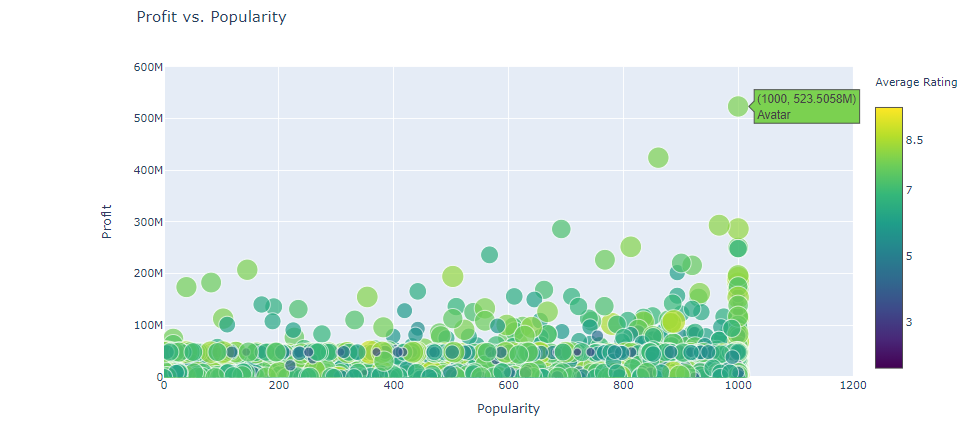 Profit vs. Popularity
Average Rating
600M
500M
400M
300M
200M
100M
0
0
200
400
600
800
1000
1200
Profit
Popularity
(1000, 523.5058M)
Avatar
8.5
7
5
3